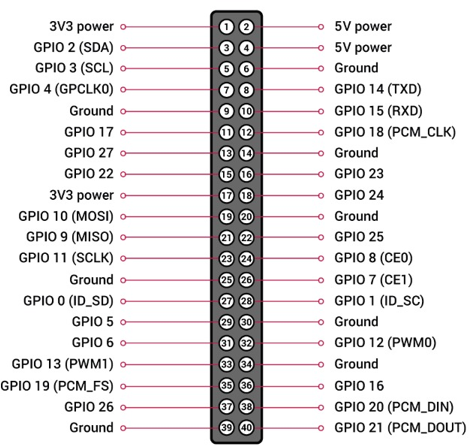 3V3 power 1 2 5V power
GPIO 2 (SDA) 3 4 5V power
GPIO 3 (SCL) 5 6 Ground
GPIO 4 (GPCLK0) 7 8 GPIO 14 (TXD)
Ground 9 10 GPIO 15 (RXD)
GPIO 17 11 12 GPIO 18 (PCM_CLK)
GPIO 27 13 14 Ground
GPIO 22 15 16 GPIO 23
3V3 power 17 18 GPIO 24
GPIO 10 (MOSI) 19 20 Ground
GPIO 9 (MISO) 21 22 GPIO 25
GPIO 11 (SCLK) 23 24 GPIO 8 (CE0)
Ground 25 26 GPIO 7 (CE1)
GPIO 0 (ID_SD) 27 28 GPIO 1 (ID_SC)
GPIO 5 29 30 Ground
GPIO 6 31 32 GPIO 12 (PWM0)
GPIO 13 (PWM1) 33 34 Ground
GPIO 19 (PCM_FS) 35 36 GPIO 16
GPIO 26 37 38 GPIO 20 (PCM_DIN)
Ground 39 40 GPIO 21 (PCM_DOUT)